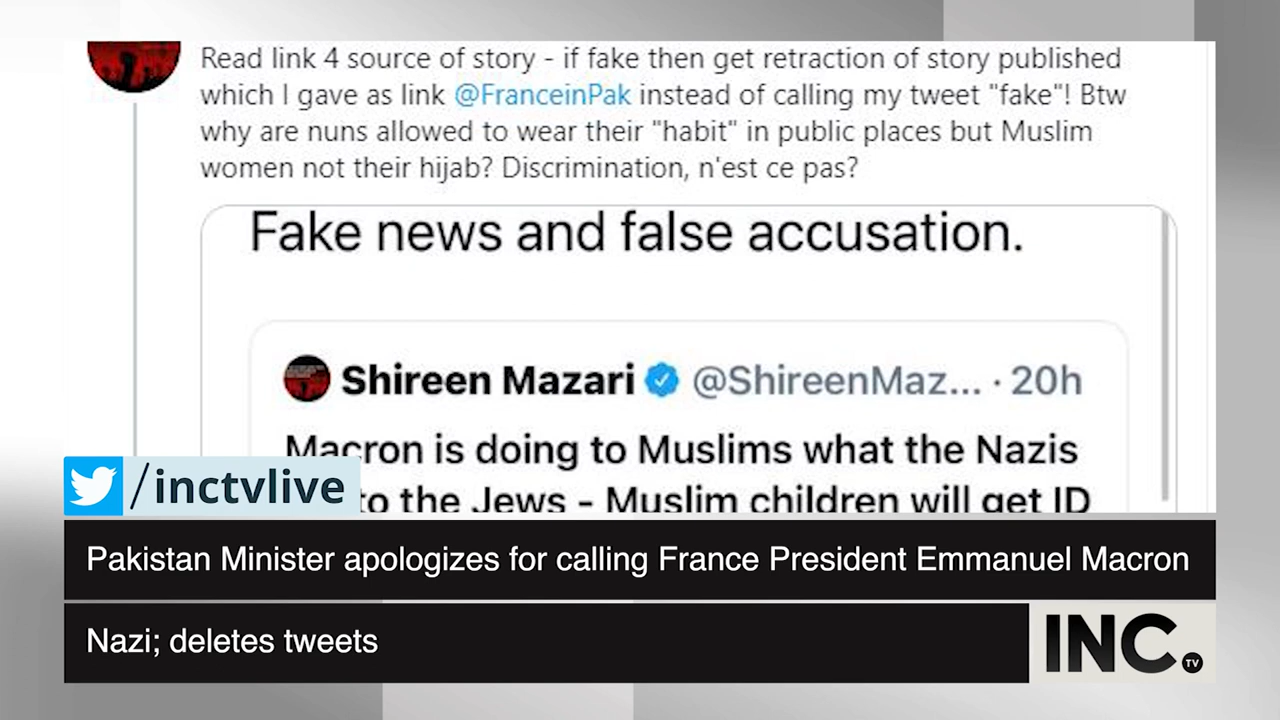 Read link 4 source of story - if fake then get retraction of story published
which I gave as link @FranceinPak instead of calling my tweet "fake"! Btw
why are nuns allowed to wear their "habit" in public places but Muslim
women not their hijab? Discrimination, n'est ce pas?
Fake news and false accusation.
Shireen Mazari @ShireenMaz... · 20h
Macron is doing to Muslims what the Nazis
to the Jews - Muslim children will get ID
/inctvlive
Pakistan Minister apologizes for calling France President Emmanuel Macron
Nazi; deletes tweets
INC.
TV